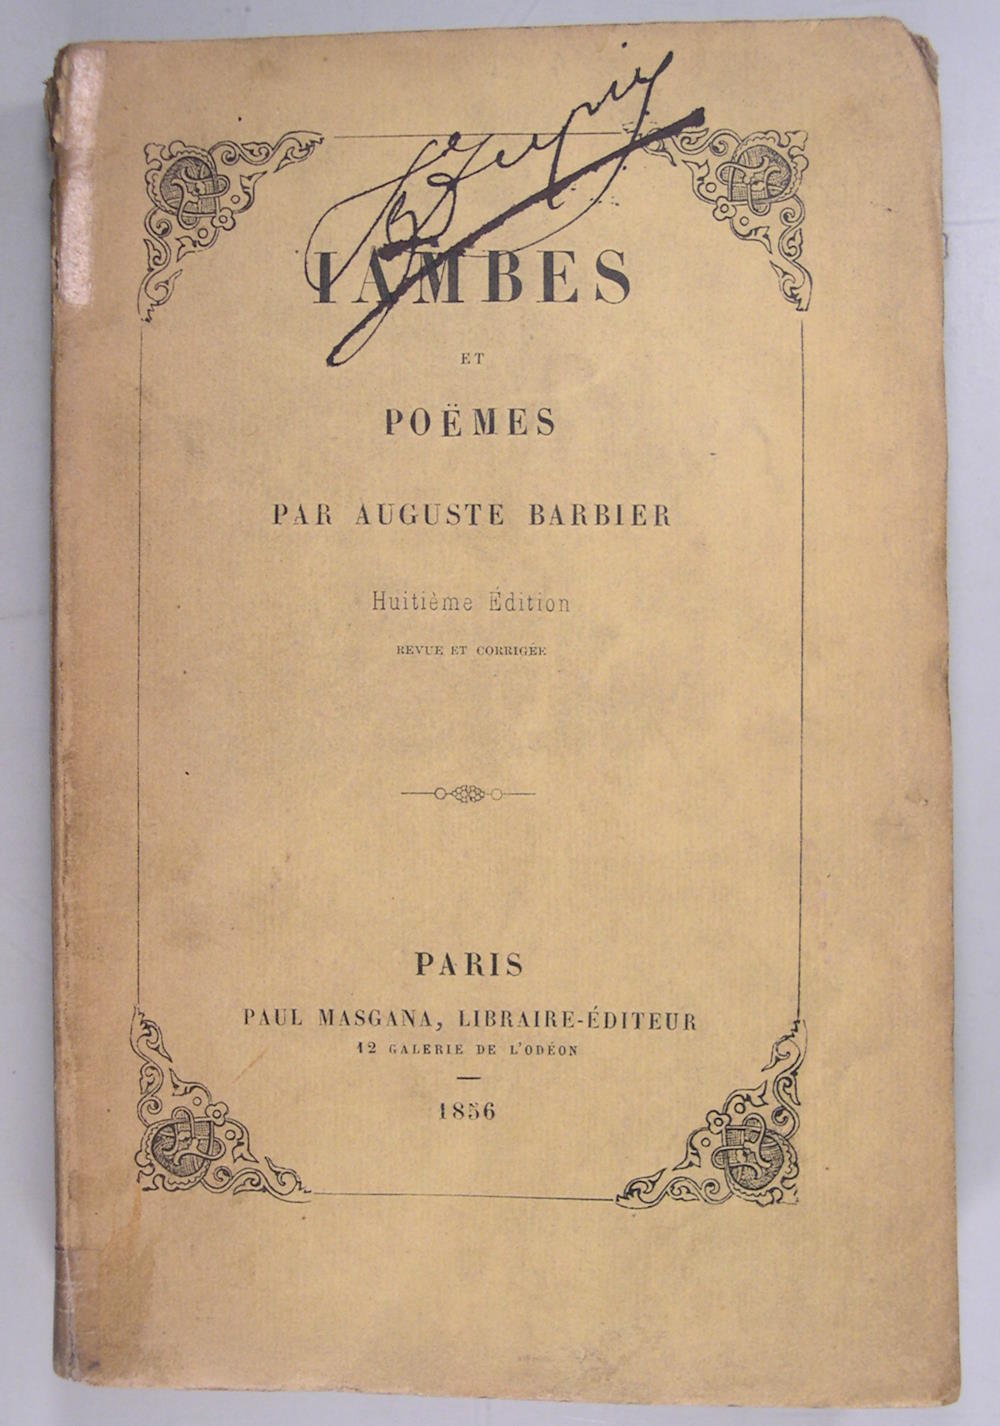 IAMBES
ET
POËMES
PAR AUGUSTE BARBIER
Huitième Édition
REVUE ET CORRIGÉE
PARIS
PAUL MASGANA, LIBRAIRE-ÉDITEUR
12 GALERIE DE L'ODÉON
1856